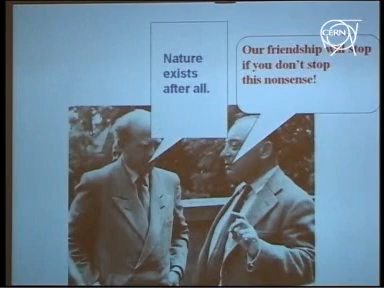 Nature
exists
after all.
CERN
Our friendship will stop
if you don't stop
this nonsense!